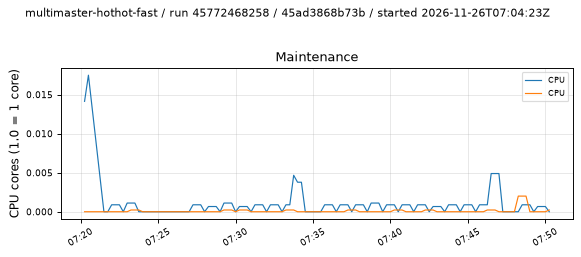 multimaster-hothot-fast / run 45772468258 / 45ad3868b73b / started 2026-11-26T07:04:23Z
Maintenance
CPU cores (1.0 = 1 core)
0.015
0.010
0.005
0.000
CPU
CPU
07:20
07:25
07:30
07:35
07:40
07:45
07:50